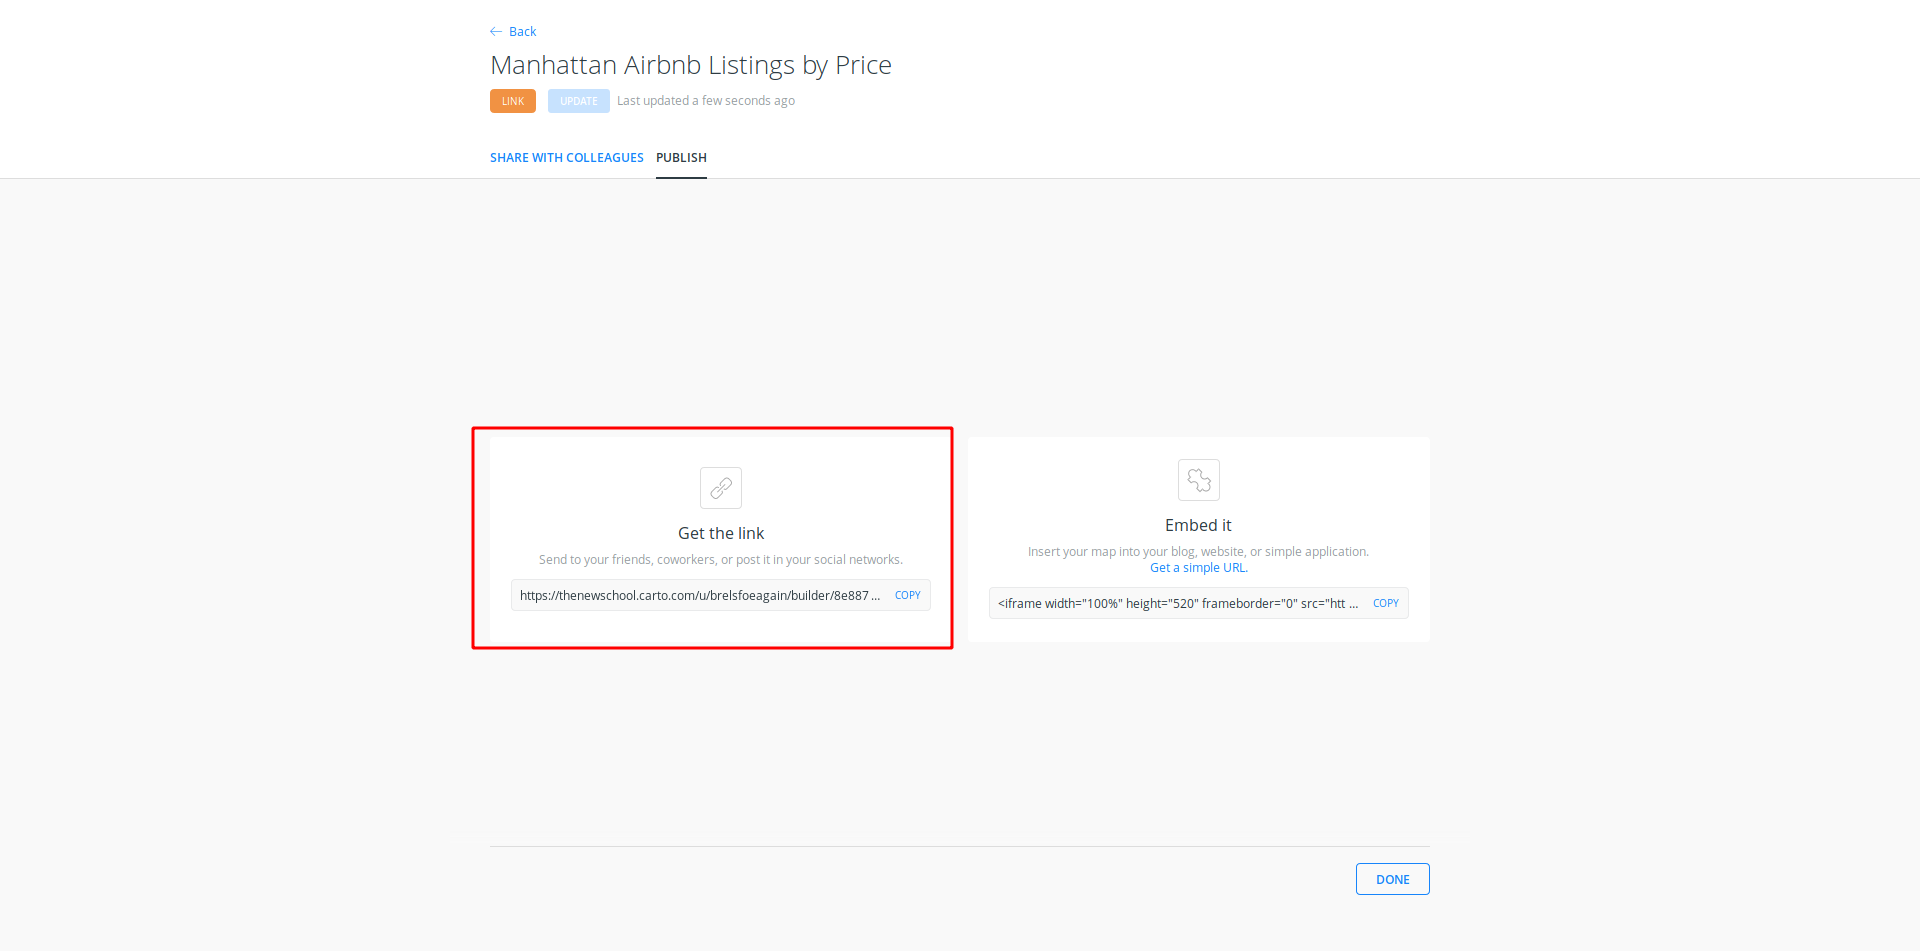 Back
Manhattan Airbnb Listings by Price
LINK UPDATE Last updated a few seconds ago
SHARE WITH COLLEAGUES PUBLISH
Get the link
Send to your friends, coworkers, or post it in your social networks.
https://thenewschool.carto.com/u/brelsfoeagain/builder/8e887 ... COPY
Embed it
Insert your map into your blog, website, or simple application.
Get a simple URL.
<iframe width="100%" height="520" frameborder="0" src="htt ... COPY
DONE